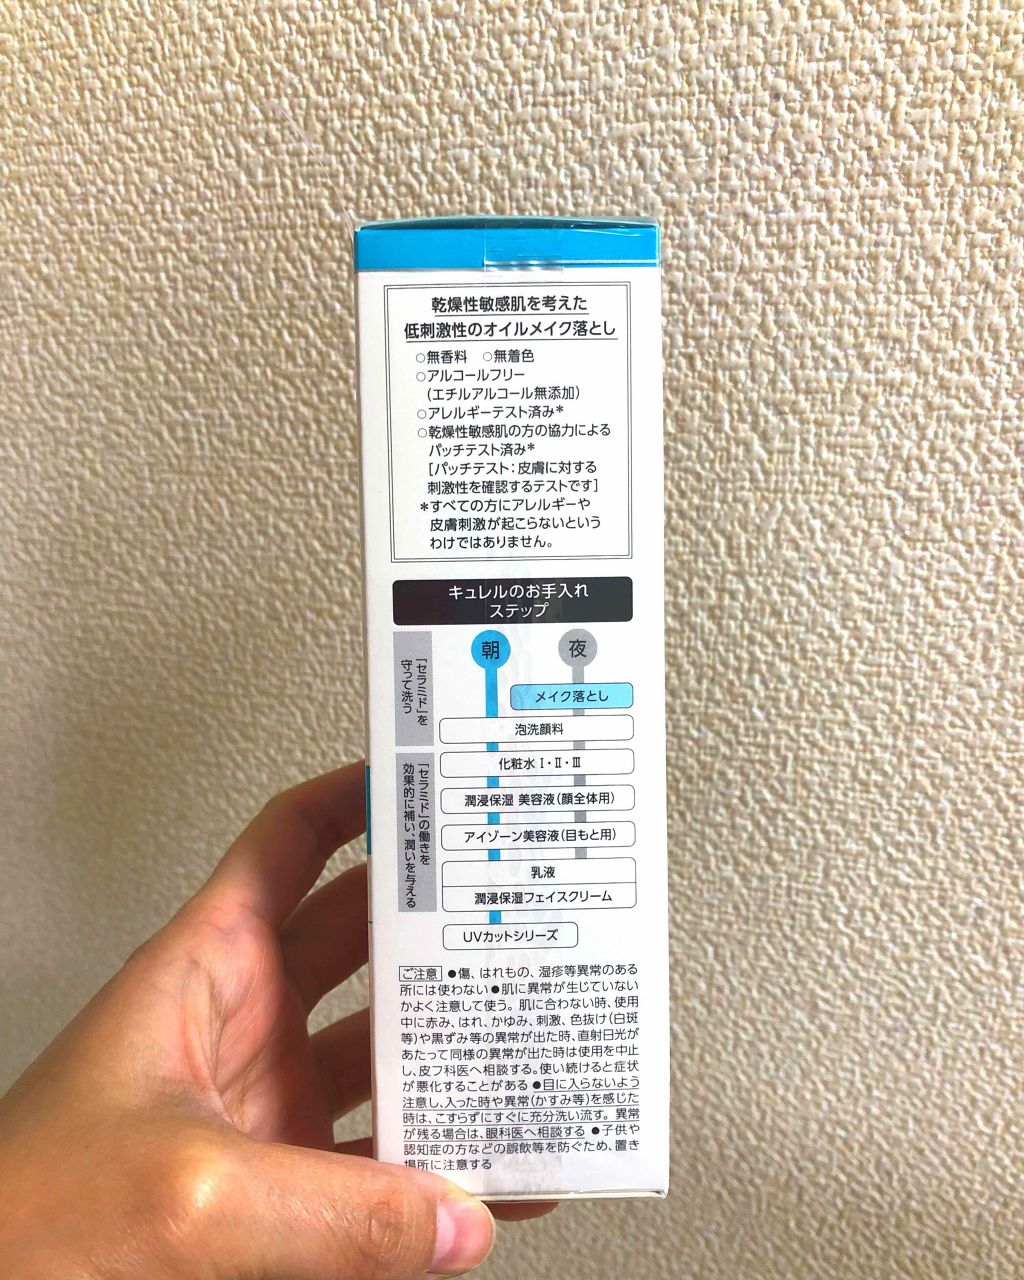 乾燥性敏感肌を考えた
低刺激性のオイルメイク落とし
○無香料 ○無着色
○アルコールフリー
(エチルアルコール無添加)
○アレルギーテスト済み*
○乾燥性敏感肌の方の協力による
パッチテスト済み*
[パッチテスト:皮膚に対する
刺激性を確認するテストです]
*すべての方にアレルギーや
皮膚刺激が起こらないという
わけではありません。
キュレルのお手入れ
ステップ
朝 夜
「セラミド」を
守って洗う
メイク落とし
泡洗顔料
「セラミド」の働きを
効果的に補い、潤いを与える
化粧水 I・II・III
潤浸保湿 美容液(顔全体用)
アイゾーン美容液(目もと用)
乳液
潤浸保湿フェイスクリーム
UVカットシリーズ
ご注意 ●傷、はれもの、湿疹等異常のある
所には使わない ●肌に異常が生じていない
かよく注意して使う。肌に合わない時、使用
中に赤み、はれ、かゆみ、刺激、色抜け(白斑
等)や黒ずみ等の異常が出た時、直射日光が
あたって同様の異常が出た時は使用を中止
し、皮フ科医へ相談する。使い続けると症状
が悪化することがある ●目に入らないよう
注意し、入った時や異常(かすみ等)を感じた
時は、こすらずにすぐに充分洗い流す。異常
が残る場合は、眼科医へ相談する ●子供や
認知症の方などの誤飲等を防ぐため、置き
場所に注意する